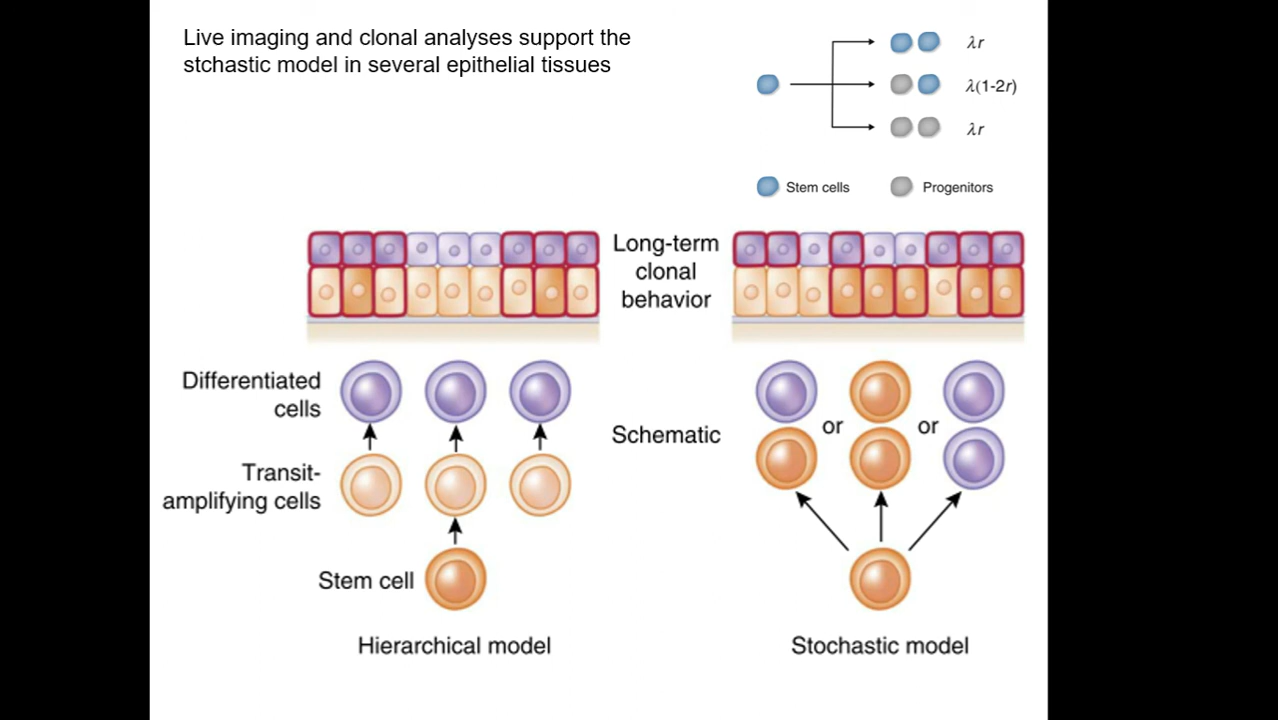 Live imaging and clonal analyses support the
stchastic model in several epithelial tissues
λr
λ(1-2r)
λr
Stem cells
Progenitors
Long-term
clonal
behavior
Differentiated
cells
Transit-
amplifying cells
Stem cell
Hierarchical model
Schematic
or
or
Stochastic model